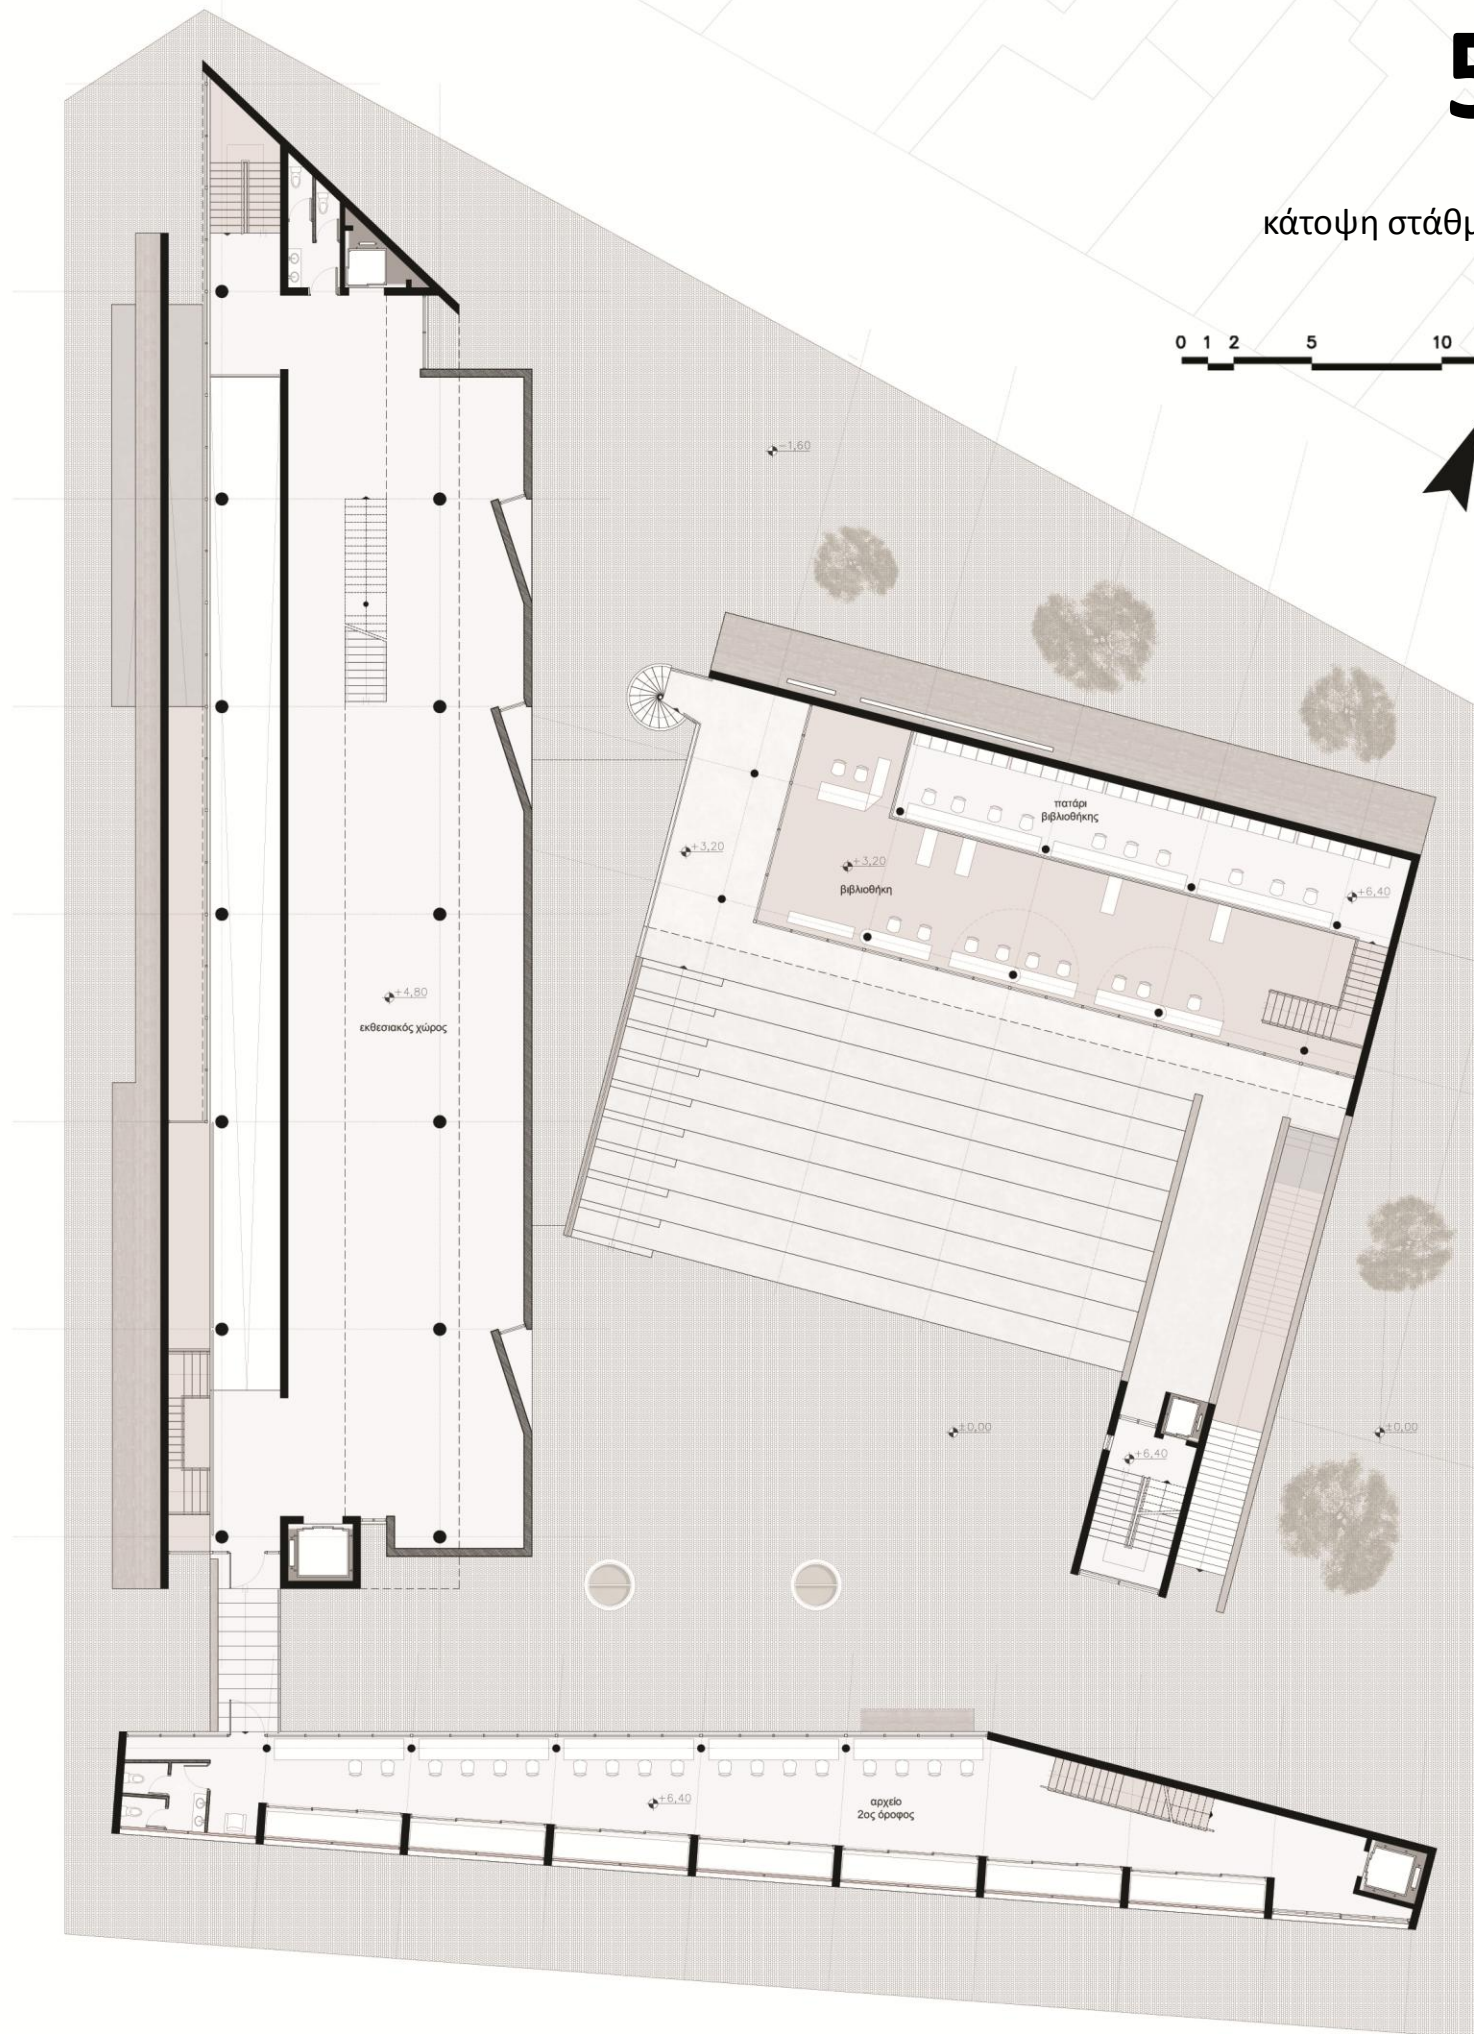 5
κάτοψη στάθμ
0 1 2 5 10
-1,60
πατάρι
βιβλιοθήκης
+3,20
+3,20
βιβλιοθήκη
+6,40
+4,80
εκθεσιακός χώρος
±0,00
±0,00
+6,40
+6,40
αρχείο
2ος όροφος